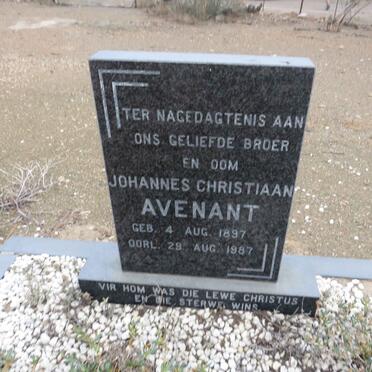 TER NAGEDAGTENIS AAN
ONS GELIEFDE BROER
EN OOM
JOHANNES CHRISTIAAN
AVENANT
GEB. 4 AUG. 1897
OORL. 29 AUG. 1987
VIR HOM WAS DIE LEWE CHRISTUS
EN DIE STERWE WINS